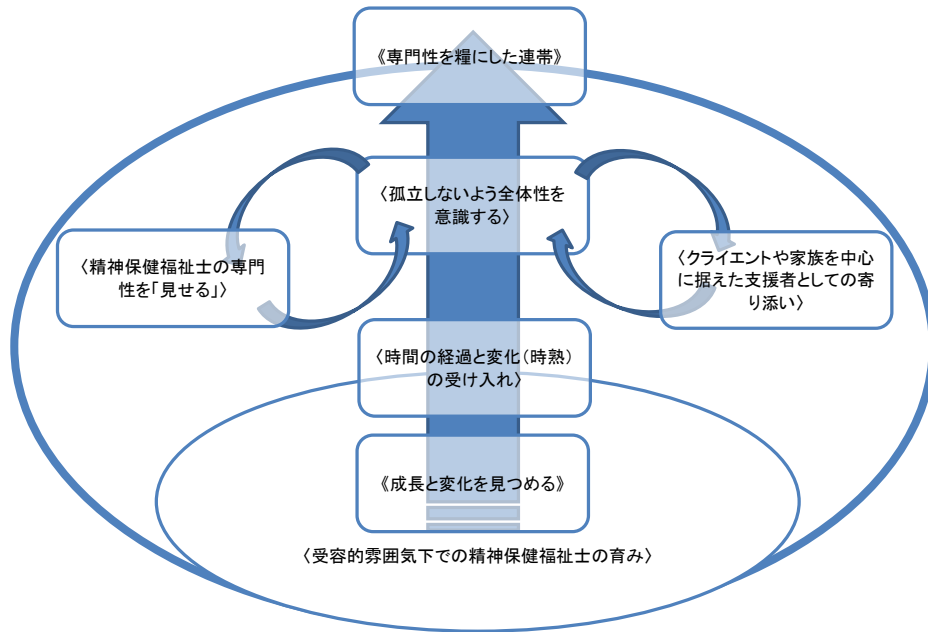 《専門性を糧にした連帯》
〈孤立しないよう全体性を
意識する〉
〈精神保健福祉士の専門
性を「見せる」〉
〈クライエントや家族を中心
に据えた支援者としての寄
り添い〉
〈時間の経過と変化(時熟)
の受け入れ〉
《成長と変化を見つめる》
〈受容的雰囲気下での精神保健福祉士の育み〉